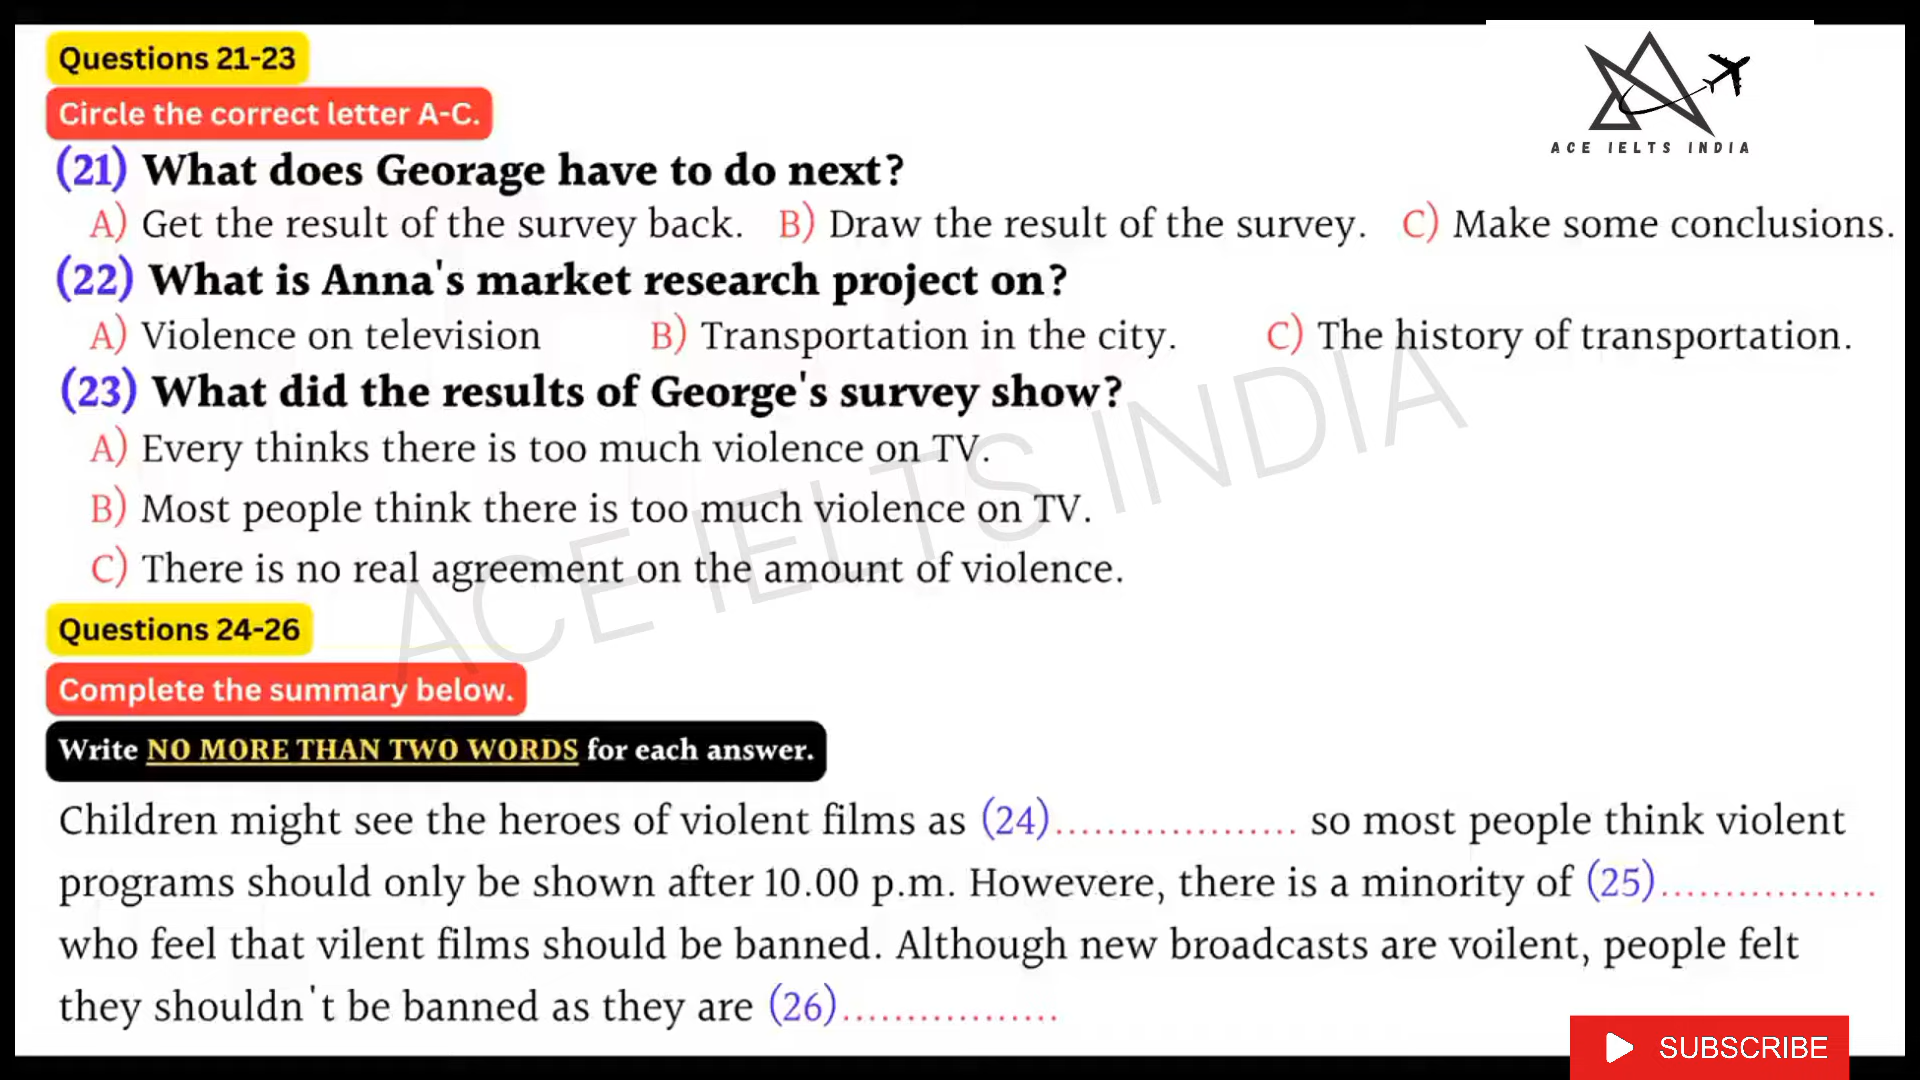 Questions 21-23
ACE IELTS INDIA
Circle the correct letter A-C.
(21) What does Georage have to do next?
A) Get the result of the survey back. B) Draw the result of the survey. C) Make some conclusions.
(22) What is Anna's market research project on?
A) Violence on television B) Transportation in the city. C) The history of transportation.
(23) What did the results of George's survey show?
A) Every thinks there is too much violence on TV.
B) Most people think there is too much violence on TV.
C) There is no real agreement on the amount of violence.
ACE IELTS INDIA
Questions 24-26
Complete the summary below.
Write NO MORE THAN TWO WORDS for each answer.
Children might see the heroes of violent films as (24)................... so most people think violent
programs should only be shown after 10.00 p.m. Howevere, there is a minority of (25).................
who feel that vilent films should be banned. Although new broadcasts are voilent, people felt
they shouldn't be banned as they are (26).................
SUBSCRIBE